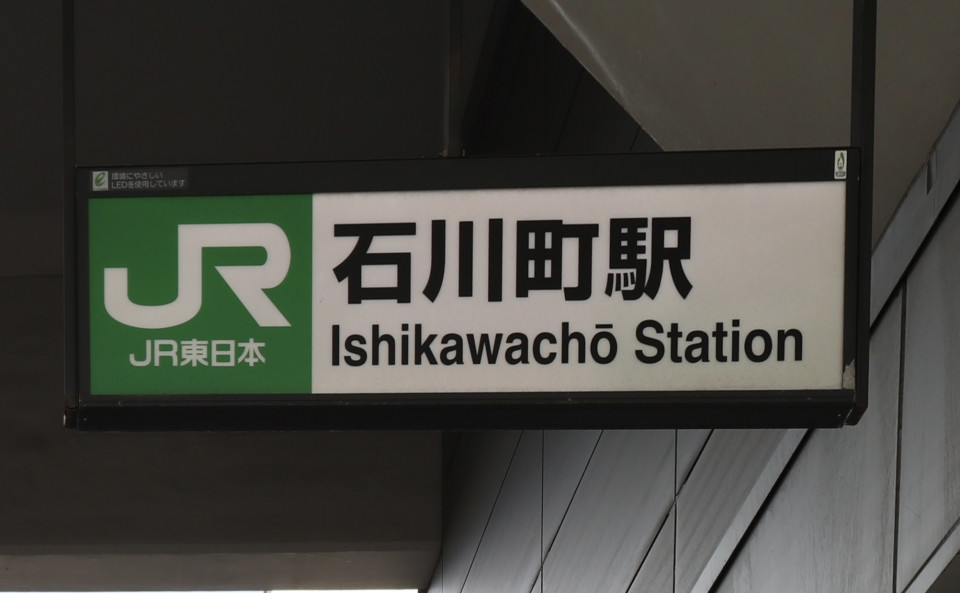 環境にやさしい
LEDを使用しています
JR
JR東日本
石川町駅
Ishikawachō Station